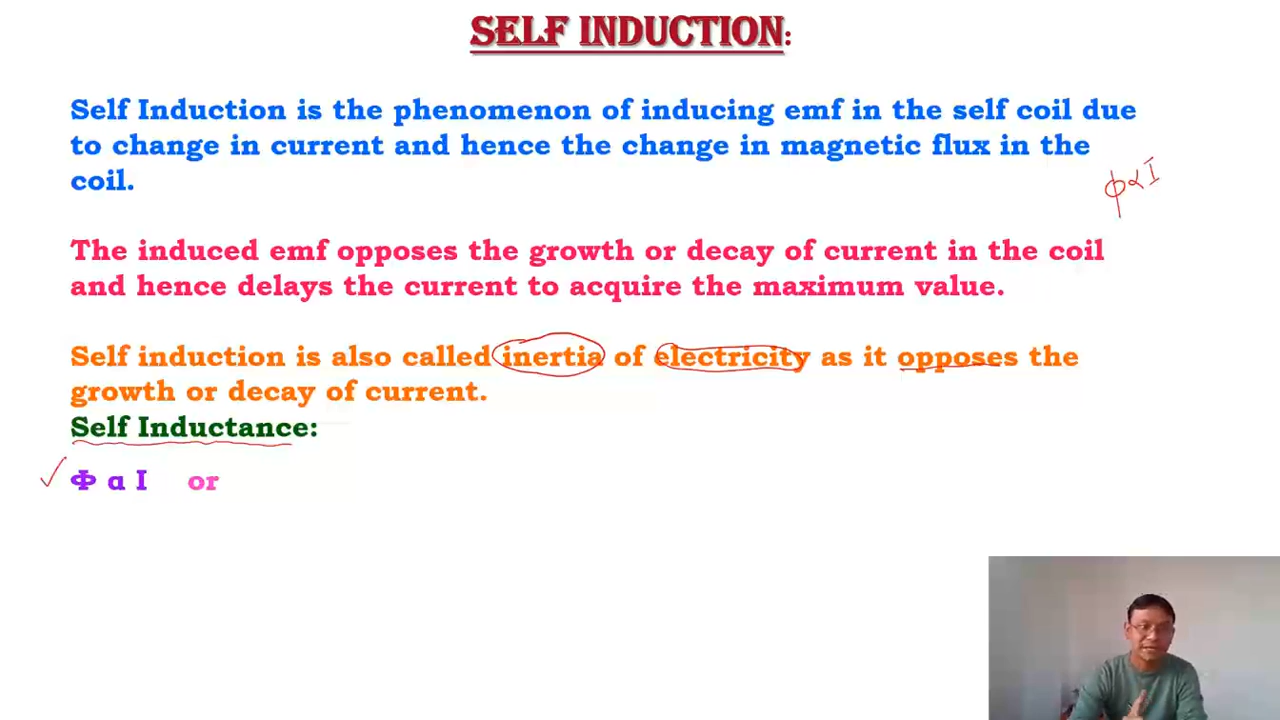 SELF INDUCTION:
Self Induction is the phenomenon of inducing emf in the self coil due
to change in current and hence the change in magnetic flux in the
coil.
ϕ α I
The induced emf opposes the growth or decay of current in the coil
and hence delays the current to acquire the maximum value.
Self induction is also called inertia of electricity as it opposes the
growth or decay of current.
Self Inductance:
Φ α I or